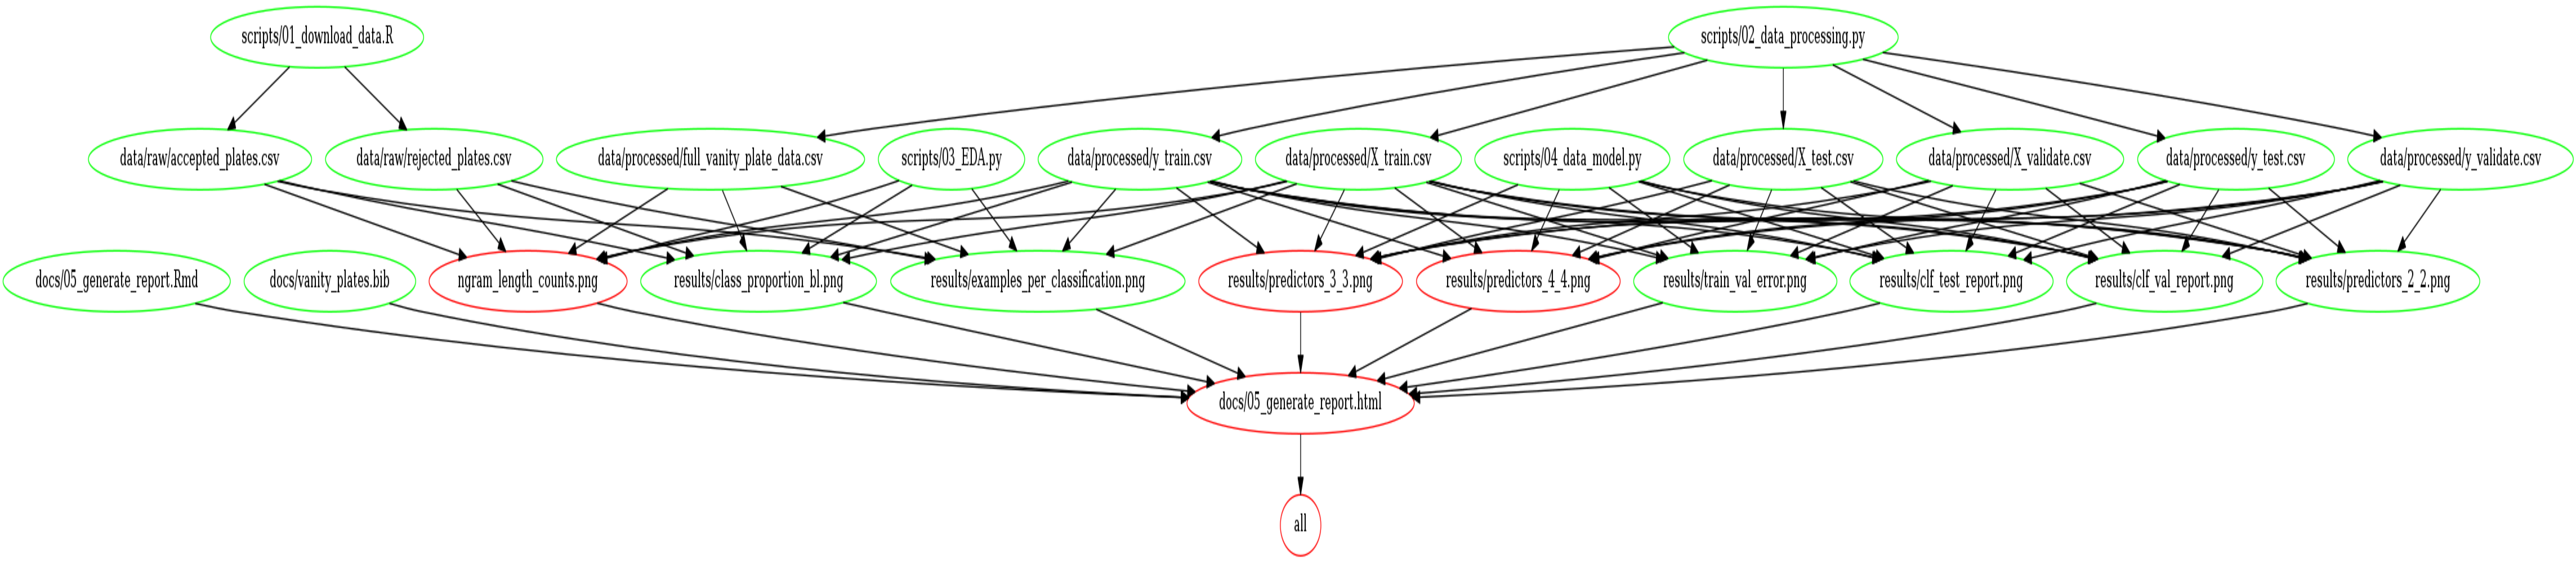 scripts/01_download_data.R
scripts/02_data_processing.py
data/raw/accepted_plates.csv
data/raw/rejected_plates.csv
data/processed/full_vanity_plate_data.csv
scripts/03_EDA.py
data/processed/y_train.csv
data/processed/X_train.csv
scripts/04_data_model.py
data/processed/X_test.csv
data/processed/X_validate.csv
data/processed/y_test.csv
data/processed/y_validate.csv
docs/05_generate_report.Rmd
docs/vanity_plates.bib
ngram_length_counts.png
results/class_proportion_bl.png
results/examples_per_classification.png
results/predictors_3_3.png
results/predictors_4_4.png
results/train_val_error.png
results/clf_test_report.png
results/clf_val_report.png
results/predictors_2_2.png
docs/05_generate_report.html
all